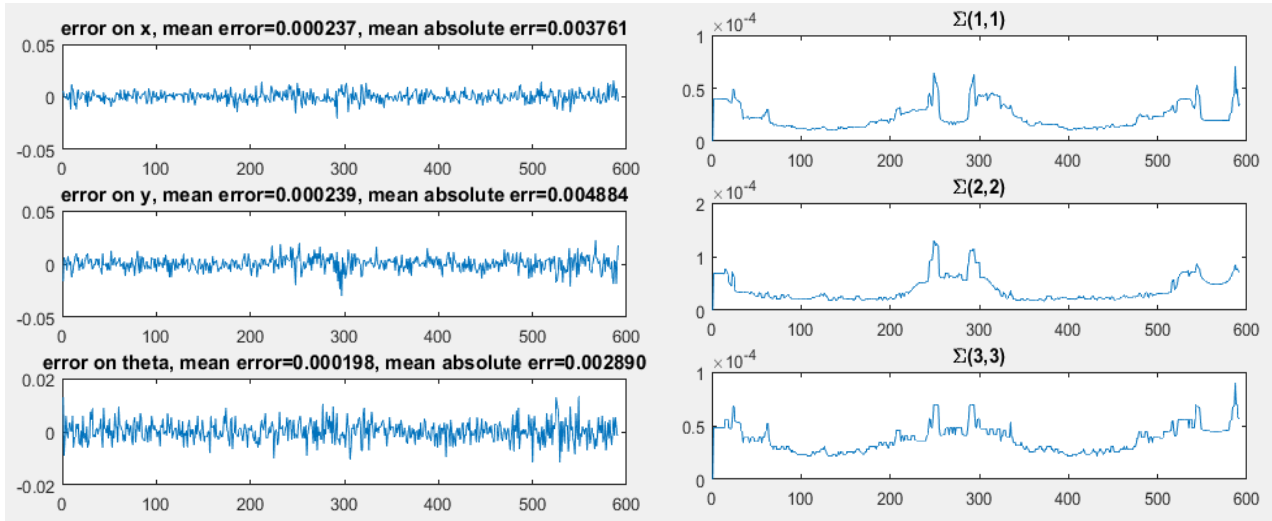 error on x, mean error=0.000237, mean absolute err=0.003761
0.05
0
-0.05
0 100 200 300 400 500 600
error on y, mean error=0.000239, mean absolute err=0.004884
0.05
0
-0.05
0 100 200 300 400 500 600
error on theta, mean error=0.000198, mean absolute err=0.002890
0.02
0
-0.02
0 100 200 300 400 500 600
Σ(1,1)
×10⁻⁴
1
0.5
0
0 100 200 300 400 500 600
Σ(2,2)
×10⁻⁴
2
1
0
0 100 200 300 400 500 600
Σ(3,3)
×10⁻⁴
1
0.5
0
0 100 200 300 400 500 600